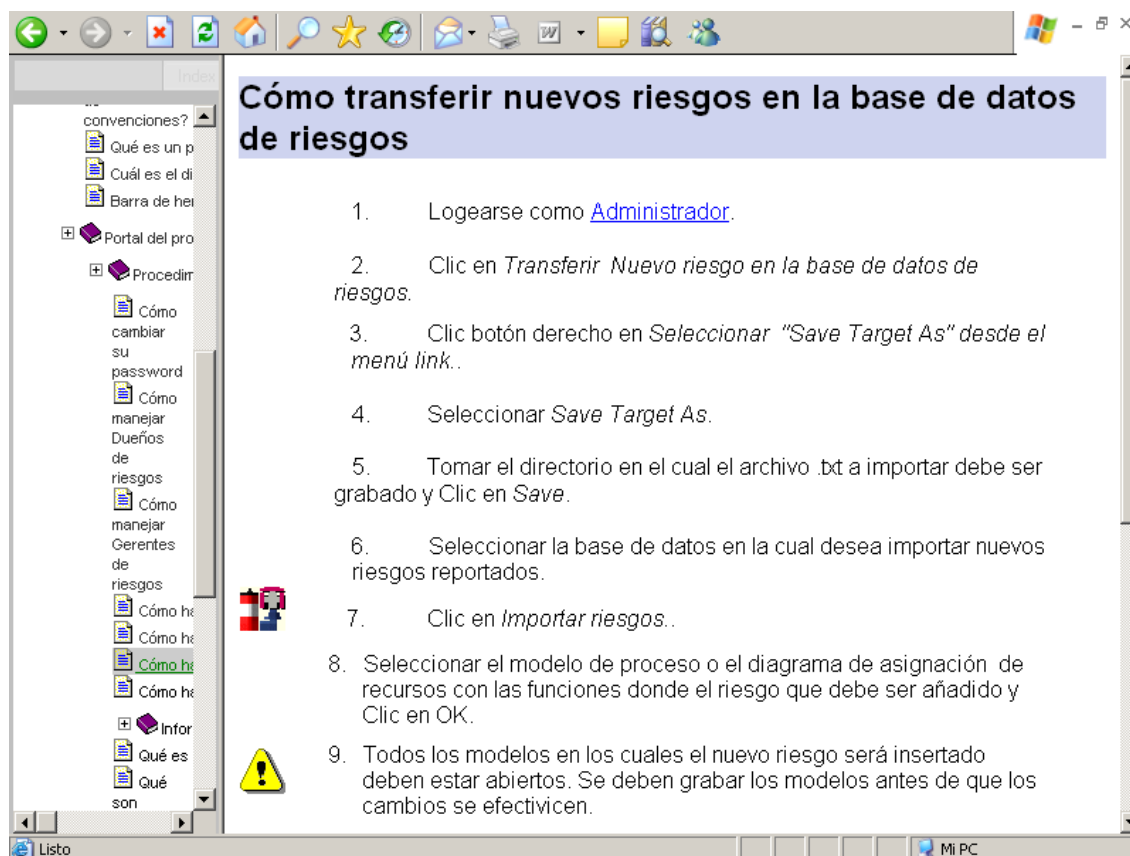 Index
convenciones?
Qué es un p
Cuál es el di
Barra de her
Portal del pro
Procedim
Cómo
cambiar
su
password
Cómo
manejar
Dueños
de
riesgos
Cómo
manejar
Gerentes
de
riesgos
Cómo ha
Cómo ha
Cómo ha
Cómo ha
Infor
Qué es
Qué
son
Cómo transferir nuevos riesgos en la base de datos
de riesgos
1. Logearse como Administrador.
2. Clic en Transferir Nuevo riesgo en la base de datos de
riesgos.
3. Clic botón derecho en Seleccionar "Save Target As" desde el
menú link..
4. Seleccionar Save Target As.
5. Tomar el directorio en el cual el archivo .txt a importar debe ser
grabado y Clic en Save.
6. Seleccionar la base de datos en la cual desea importar nuevos
riesgos reportados.
7. Clic en Importar riesgos..
8. Seleccionar el modelo de proceso o el diagrama de asignación de
recursos con las funciones donde el riesgo que debe ser añadido y
Clic en OK.
9. Todos los modelos en los cuales el nuevo riesgo será insertado
deben estar abiertos. Se deben grabar los modelos antes de que los
cambios se efectivicen.
Listo
Mi PC